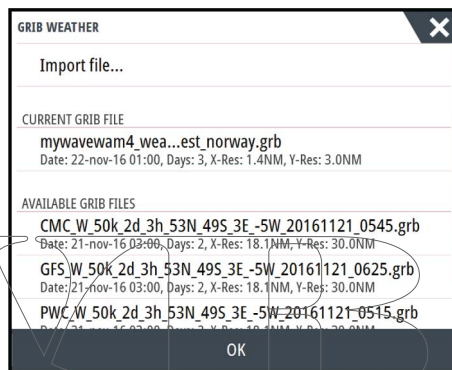 GRIB WEATHER
Import file...
CURRENT GRIB FILE
mywavewam4_wea...est_norway.grb
Date: 22-nov-16 01:00, Days: 3, X-Res: 1.4NM, Y-Res: 3.0NM
AVAILABLE GRIB FILES
CMC_W_50k_2d_3h_53N_49S_3E_-5W_20161121_0545.grb
Date: 21-nov-16 03:00, Days: 2, X-Res: 18.1NM, Y-Res: 30.0NM
GFS_W_50k_2d_3h_53N_49S_3E_-5W_20161121_0625.grb
Date: 21-nov-16 03:00, Days: 2, X-Res: 18.1NM, Y-Res: 30.0NM
PWC_W_50k_2d_3h_53N_49S_3E_-5W_20161121_0515.grb
OK